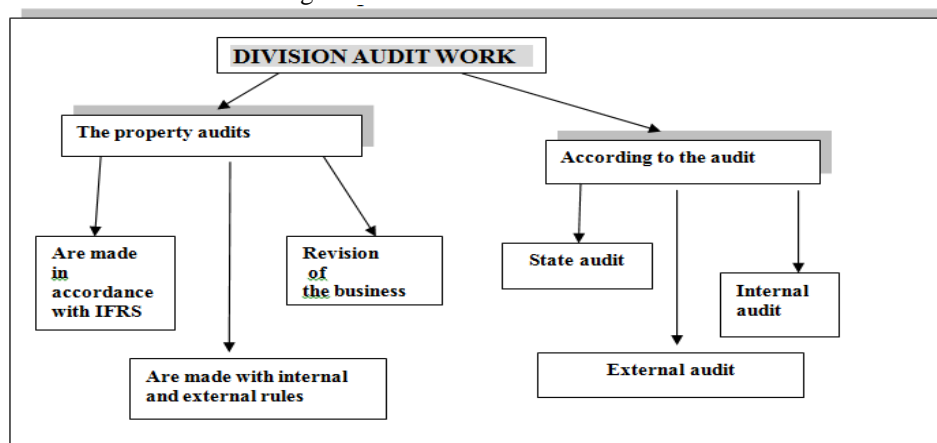 DIVISION AUDIT WORK
The property audits
According to the audit
Are made
in
accordance
with IFRS
Revision
of
the business
State audit
Internal
audit
Are made with internal
and external rules
External audit